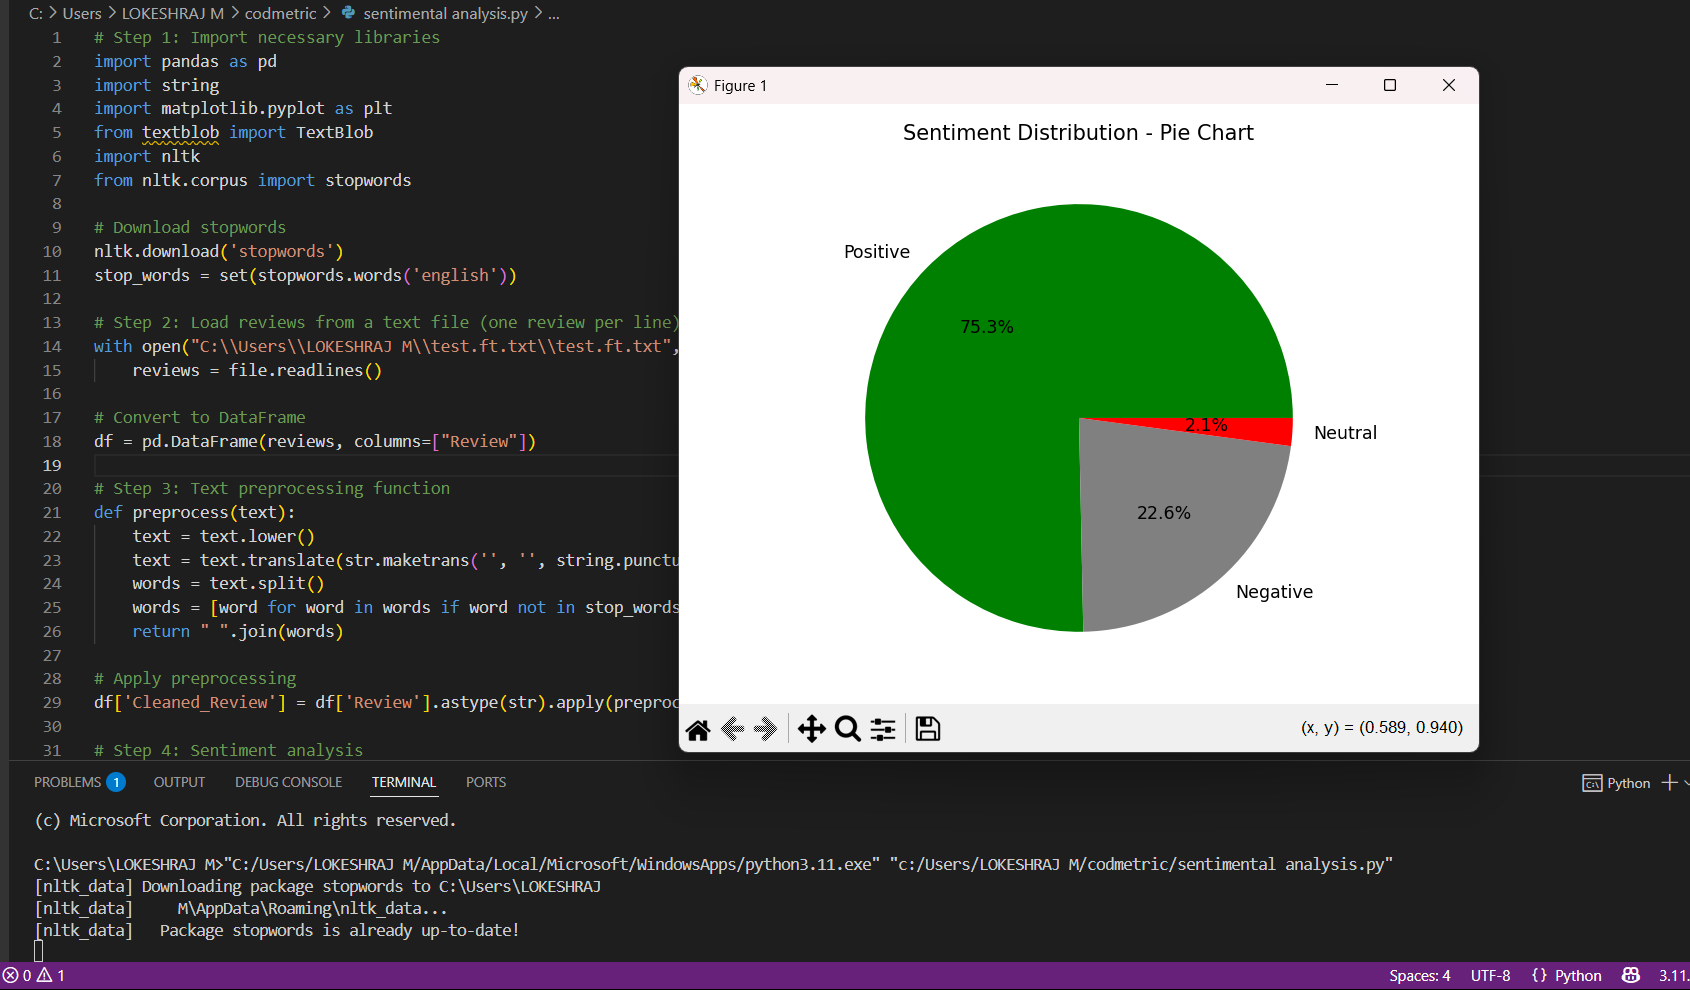 C: > Users > LOKESHRAJ M > codmetric > sentimental analysis.py > ...
1 # Step 1: Import necessary libraries
2 import pandas as pd
3 import string
4 import matplotlib.pyplot as plt
5 from textblob import TextBlob
6 import nltk
7 from nltk.corpus import stopwords
8
9 # Download stopwords
10 nltk.download('stopwords')
11 stop_words = set(stopwords.words('english'))
12
13 # Step 2: Load reviews from a text file (one review per line)
14 with open("C:\\Users\\LOKESHRAJ M\\test.ft.txt\\test.ft.txt",
15 reviews = file.readlines()
16
17 # Convert to DataFrame
18 df = pd.DataFrame(reviews, columns=["Review"])
19
20 # Step 3: Text preprocessing function
21 def preprocess(text):
22 text = text.lower()
23 text = text.translate(str.maketrans('', '', string.punctu
24 words = text.split()
25 words = [word for word in words if word not in stop_words
26 return " ".join(words)
27
28 # Apply preprocessing
29 df['Cleaned_Review'] = df['Review'].astype(str).apply(preproc
30
31 # Step 4: Sentiment analysis
Figure 1
Sentiment Distribution - Pie Chart
Positive
75.3%
2.1%
Neutral
22.6%
Negative
(x, y) = (0.589, 0.940)
PROBLEMS 1 OUTPUT DEBUG CONSOLE TERMINAL PORTS
Python
(c) Microsoft Corporation. All rights reserved.
C:\Users\LOKESHRAJ M>"C:/Users/LOKESHRAJ M/AppData/Local/Microsoft/WindowsApps/python3.11.exe" "c:/Users/LOKESHRAJ M/codmetric/sentimental analysis.py"
[nltk_data] Downloading package stopwords to C:\Users\LOKESHRAJ
[nltk_data] M\AppData\Roaming\nltk_data...
[nltk_data] Package stopwords is already up-to-date!
0 1 Spaces: 4 UTF-8 {} Python 3.11.